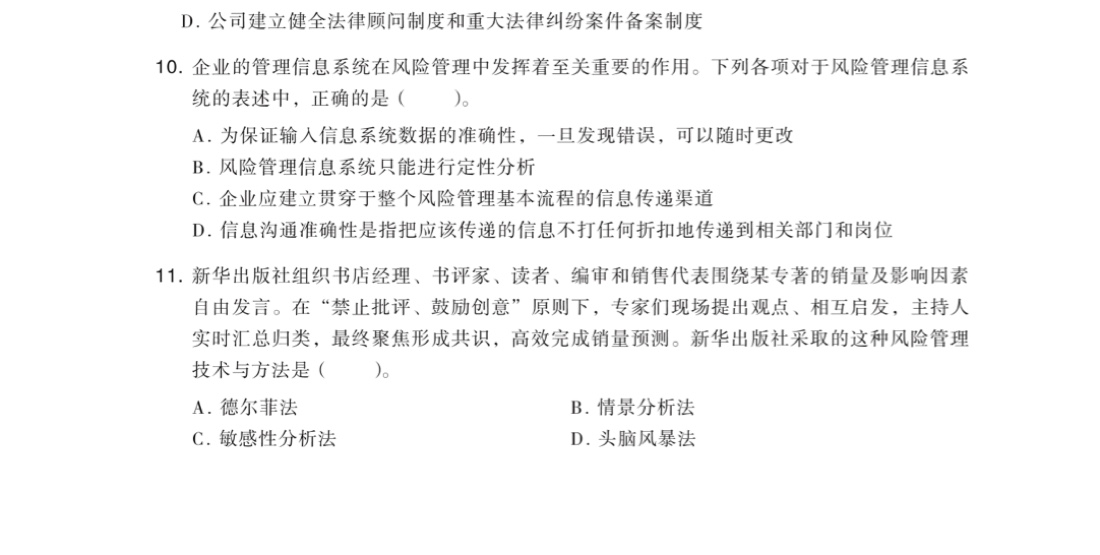 D. 公司建立健全法律顾问制度和重大法律纠纷案件备案制度
10. 企业的管理信息系统在风险管理中发挥着至关重要的作用。下列各项对于风险管理信息系
统的表述中，正确的是（　　）。
A. 为保证输入信息系统数据的准确性，一旦发现错误，可以随时更改
B. 风险管理信息系统只能进行定性分析
C. 企业应建立贯穿于整个风险管理基本流程的信息传递渠道
D. 信息沟通准确性是指把应该传递的信息不打任何折扣地传递到相关部门和岗位
11. 新华出版社组织书店经理、书评家、读者、编审和销售代表围绕某专著的销量及影响因素
自由发言。在“禁止批评、鼓励创意”原则下，专家们现场提出观点、相互启发，主持人
实时汇总归类，最终聚焦形成共识，高效完成销量预测。新华出版社采取的这种风险管理
技术与方法是（　　）。
A. 德尔菲法　　B. 情景分析法
C. 敏感性分析法　　D. 头脑风暴法